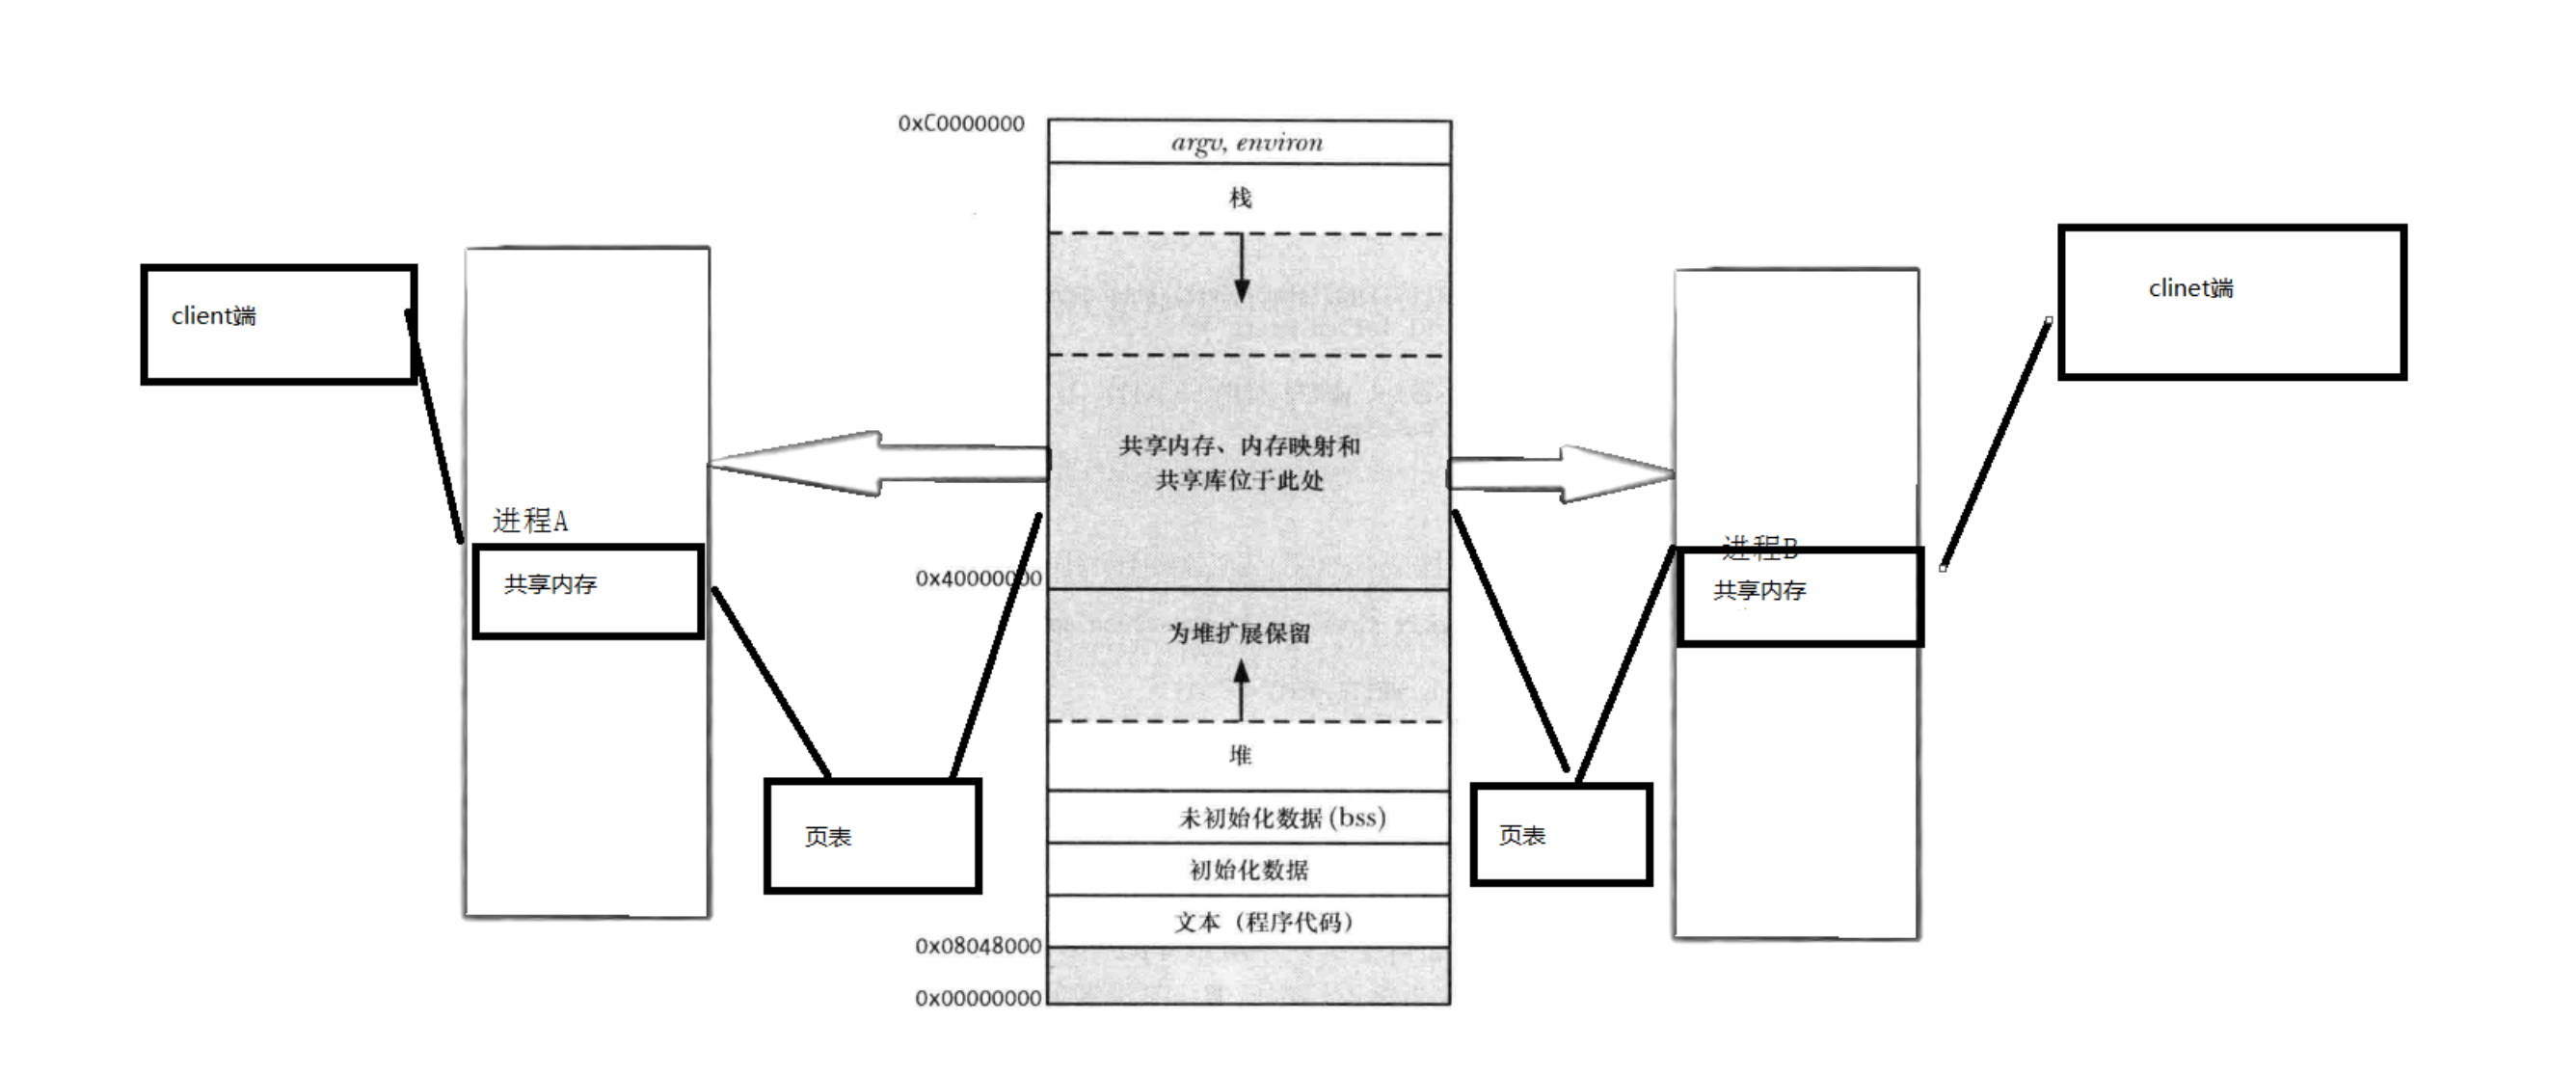 0xC0000000
argv, environ
栈
client端
clinet端
共享内存、内存映射和
共享库位于此处
进程A
进程B
共享内存
0x40000000
共享内存
为堆扩展保留
堆
页表
未初始化数据(bss)
页表
初始化数据
文本（程序代码）
0x08048000
0x00000000